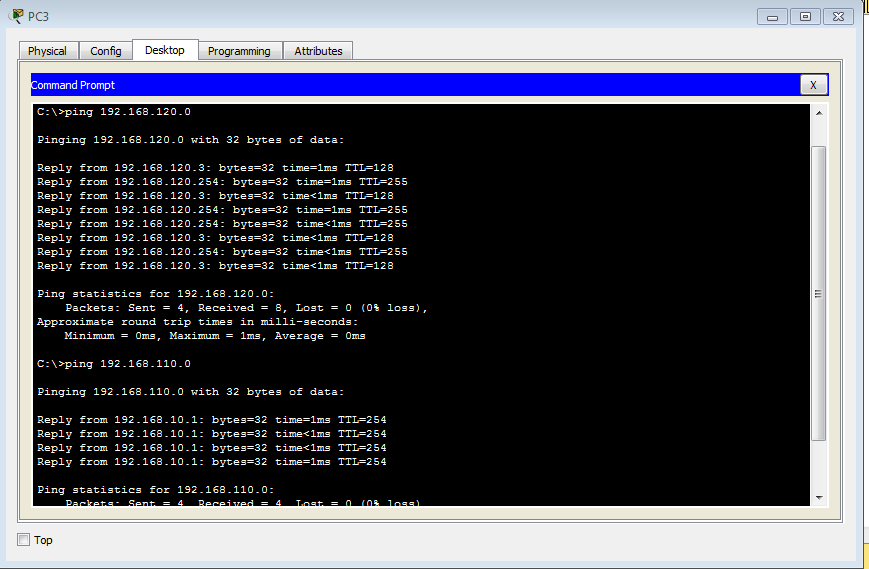 PC3
Physical Config Desktop Programming Attributes
Command Prompt X
C:\>ping 192.168.120.0
Pinging 192.168.120.0 with 32 bytes of data:
Reply from 192.168.120.3: bytes=32 time=1ms TTL=128
Reply from 192.168.120.254: bytes=32 time=1ms TTL=255
Reply from 192.168.120.3: bytes=32 time<1ms TTL=128
Reply from 192.168.120.254: bytes=32 time=1ms TTL=255
Reply from 192.168.120.254: bytes=32 time<1ms TTL=255
Reply from 192.168.120.3: bytes=32 time<1ms TTL=128
Reply from 192.168.120.254: bytes=32 time<1ms TTL=255
Reply from 192.168.120.3: bytes=32 time<1ms TTL=128
Ping statistics for 192.168.120.0:
Packets: Sent = 4, Received = 8, Lost = 0 (0% loss),
Approximate round trip times in milli-seconds:
Minimum = 0ms, Maximum = 1ms, Average = 0ms
C:\>ping 192.168.110.0
Pinging 192.168.110.0 with 32 bytes of data:
Reply from 192.168.10.1: bytes=32 time=1ms TTL=254
Reply from 192.168.10.1: bytes=32 time<1ms TTL=254
Reply from 192.168.10.1: bytes=32 time<1ms TTL=254
Reply from 192.168.10.1: bytes=32 time=1ms TTL=254
Ping statistics for 192.168.110.0:
Packets: Sent = 4, Received = 4, Lost = 0 (0% loss),
Top